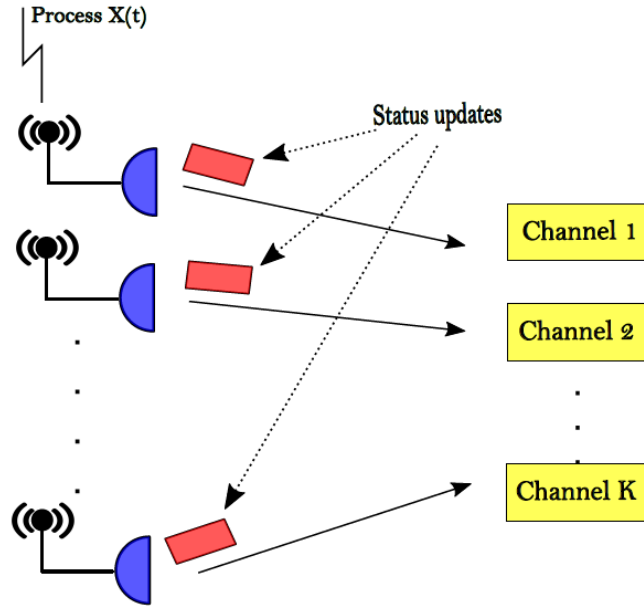 Process X(t)
Status updates
Channel 1
Channel 2
Channel K